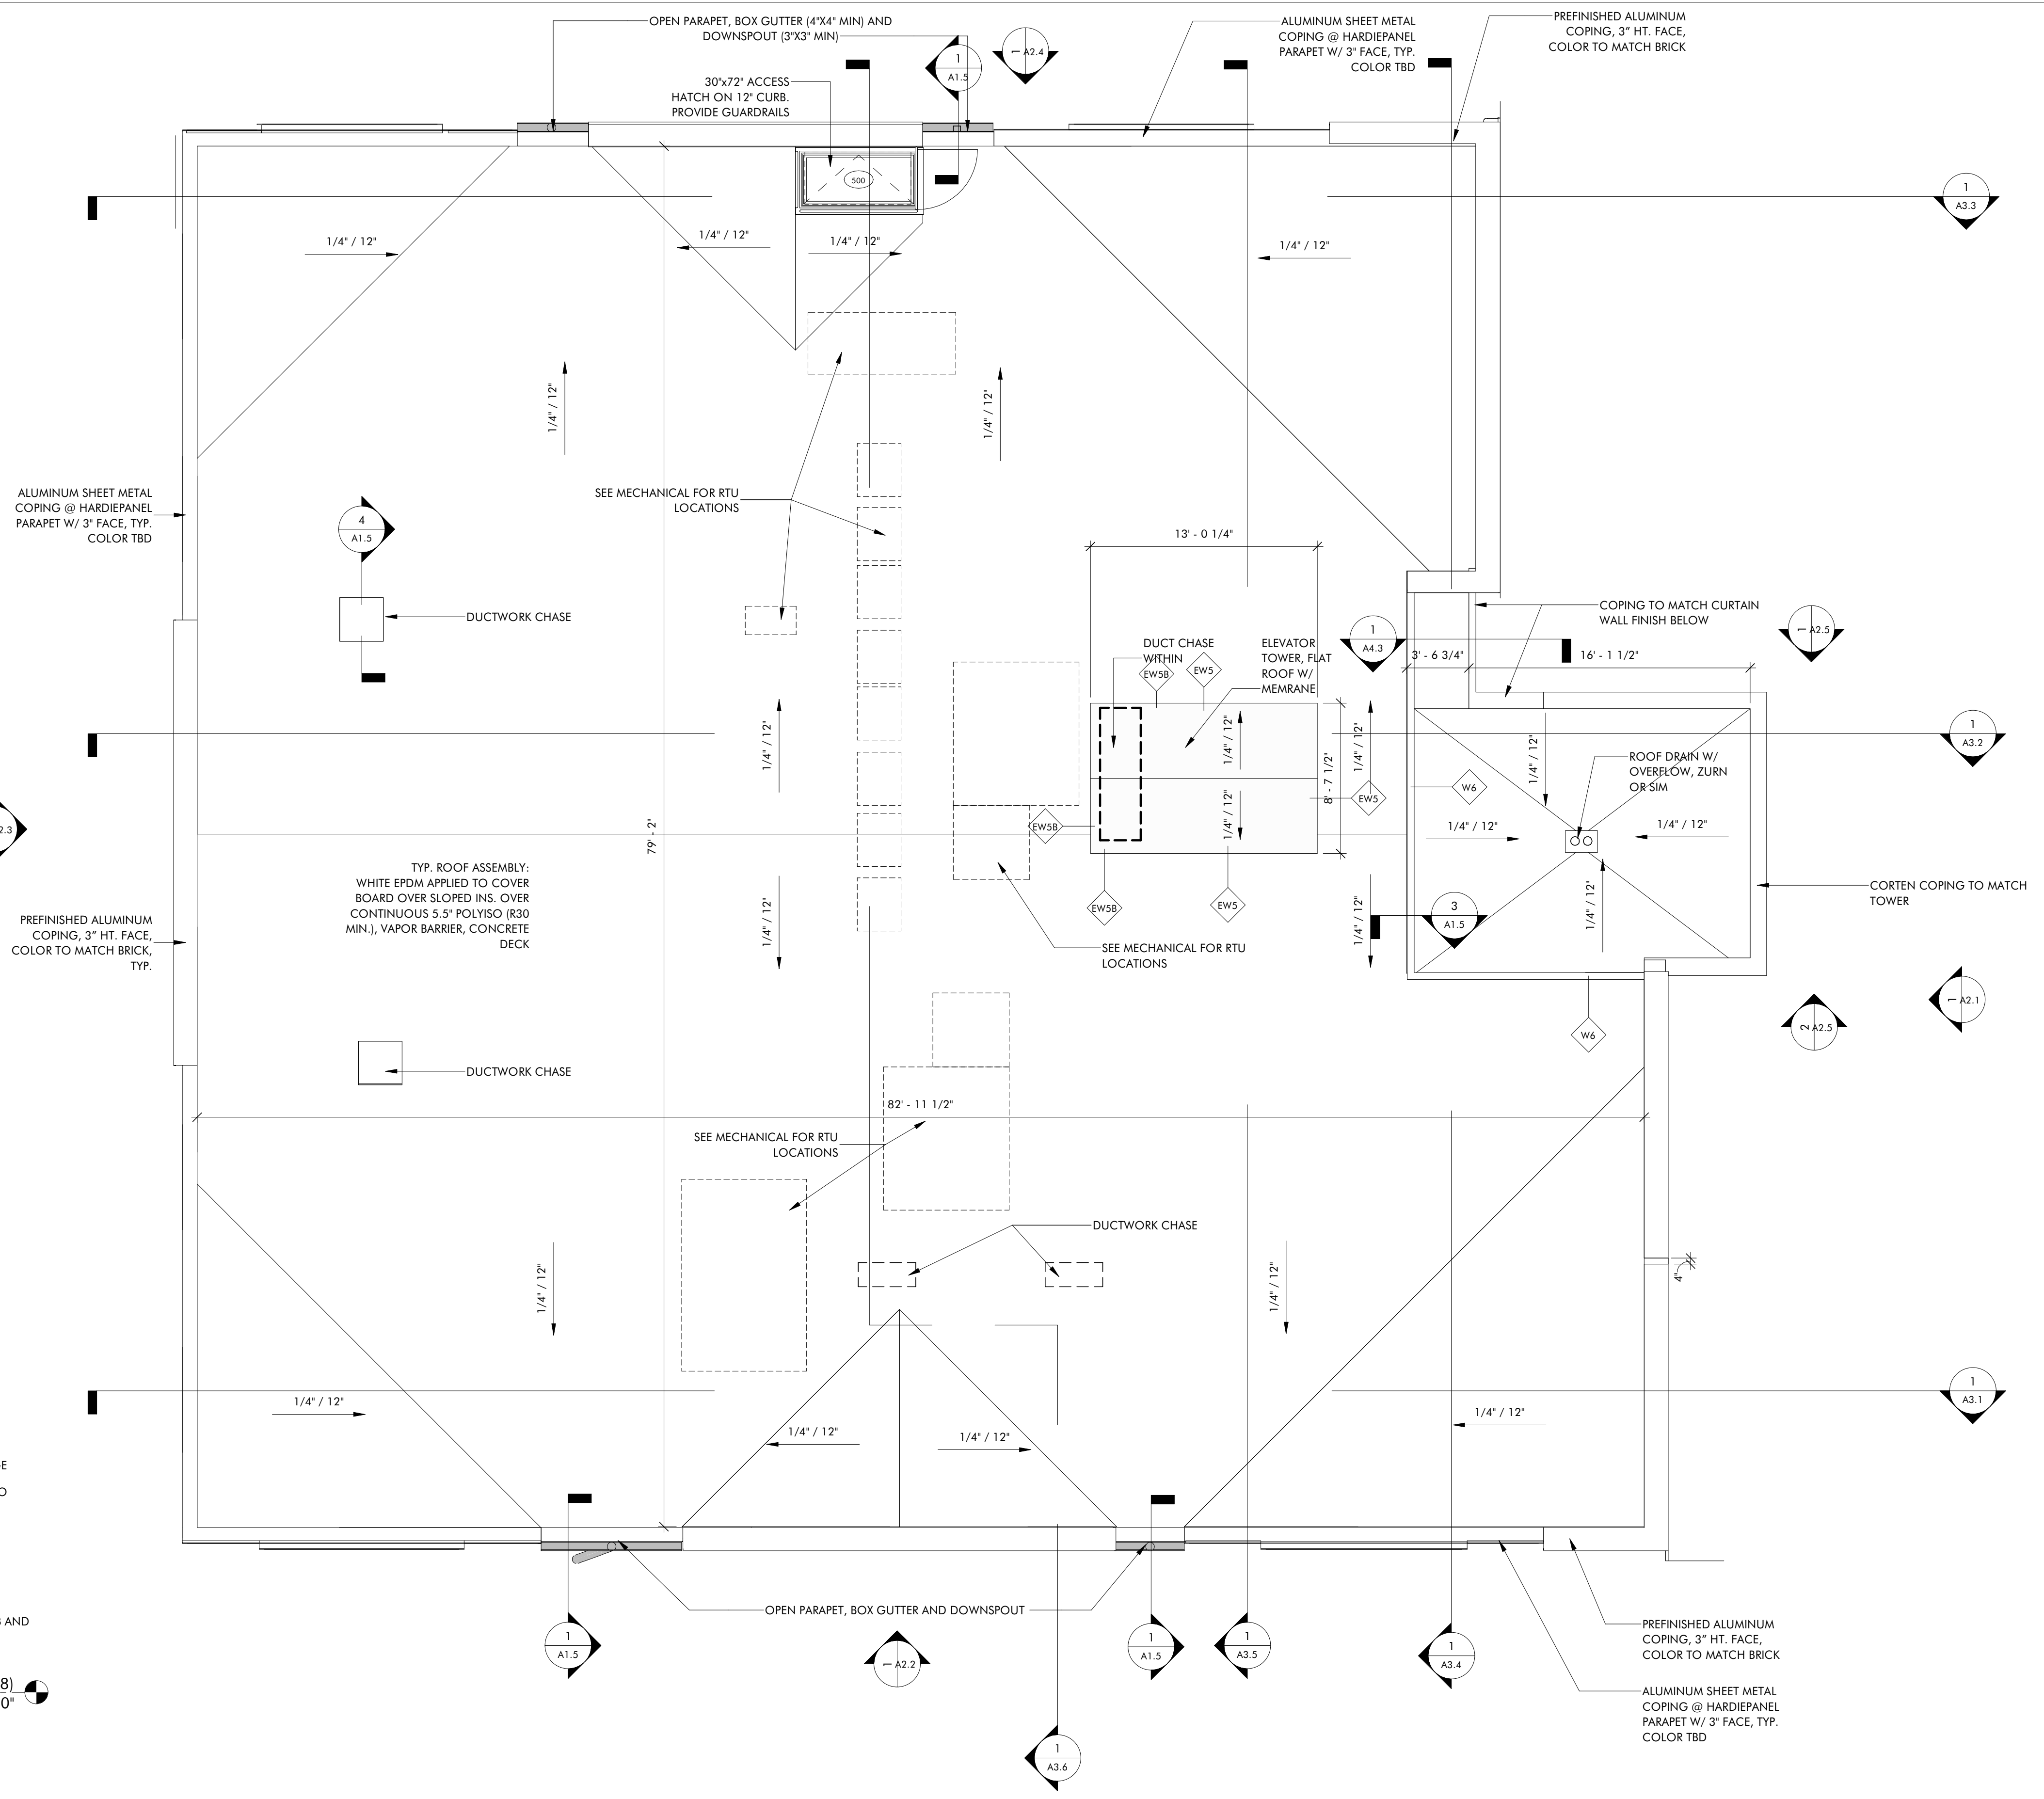 OPEN PARAPET, BOX GUTTER (4"X4" MIN) AND
DOWNSPOUT (3"X3" MIN)
1
A1.5
1
A2.4
ALUMINUM SHEET METAL
COPING @ HARDIEPANEL
PARAPET W/ 3" FACE, TYP.
COLOR TBD
PREFINISHED ALUMINUM
COPING, 3” HT. FACE,
COLOR TO MATCH BRICK
30"x72" ACCESS
HATCH ON 12" CURB.
PROVIDE GUARDRAILS
500
1
A3.3
1/4" / 12"
1/4" / 12"
1/4" / 12"
1/4" / 12"
1/4" / 12"
1/4" / 12"
ALUMINUM SHEET METAL
COPING @ HARDIEPANEL
PARAPET W/ 3" FACE, TYP.
COLOR TBD
4
A1.5
SEE MECHANICAL FOR RTU
LOCATIONS
13' - 0 1/4"
DUCTWORK CHASE
COPING TO MATCH CURTAIN
WALL FINISH BELOW
1
A2.5
1
A4.3
3' - 6 3/4"
16' - 1 1/2"
DUCT CHASE
WITHIN
EW5B
EW5
ELEVATOR
TOWER, FLAT
ROOF W/
MEMRANE
1/4" / 12"
1/4" / 12"
1/4" / 12"
1/4" / 12"
1
A3.2
ROOF DRAIN W/
OVERFLOW, ZURN
OR SIM
W6
8' - 7 1/2"
EW5
EW5B
1/4" / 12"
1/4" / 12"
1/4" / 12"
2.3
79' - 2"
TYP. ROOF ASSEMBLY:
WHITE EPDM APPLIED TO COVER
BOARD OVER SLOPED INS. OVER
CONTINUOUS 5.5" POLYISO (R30
MIN.), VAPOR BARRIER, CONCRETE
DECK
1/4" / 12"
EW5B
EW5
1/4" / 12"
3
A1.5
1/4" / 12"
CORTEN COPING TO MATCH
TOWER
PREFINISHED ALUMINUM
COPING, 3” HT. FACE,
COLOR TO MATCH BRICK,
TYP.
SEE MECHANICAL FOR RTU
LOCATIONS
1
A2.1
2
A2.5
W6
DUCTWORK CHASE
82' - 11 1/2"
SEE MECHANICAL FOR RTU
LOCATIONS
DUCTWORK CHASE
1/4" / 12"
1/4" / 12"
4"
1
A3.1
1/4" / 12"
1/4" / 12"
1/4" / 12"
1/4" / 12"
OPEN PARAPET, BOX GUTTER AND DOWNSPOUT
AND
1
A1.5
1
A2.2
1
A1.5
1
A3.5
1
A3.4
PREFINISHED ALUMINUM
COPING, 3” HT. FACE,
COLOR TO MATCH BRICK
8)
0"
ALUMINUM SHEET METAL
COPING @ HARDIEPANEL
PARAPET W/ 3" FACE, TYP.
COLOR TBD
1
A3.6